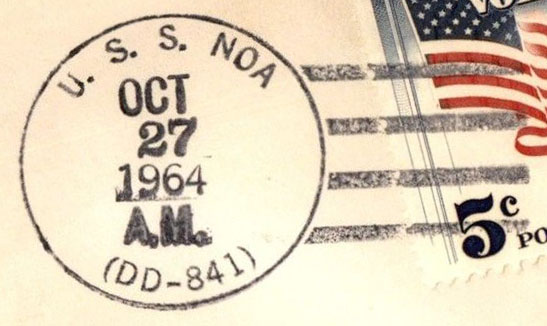 U. S. S. NOA
OCT
27
1964
A.M.
(DD-841)
5c